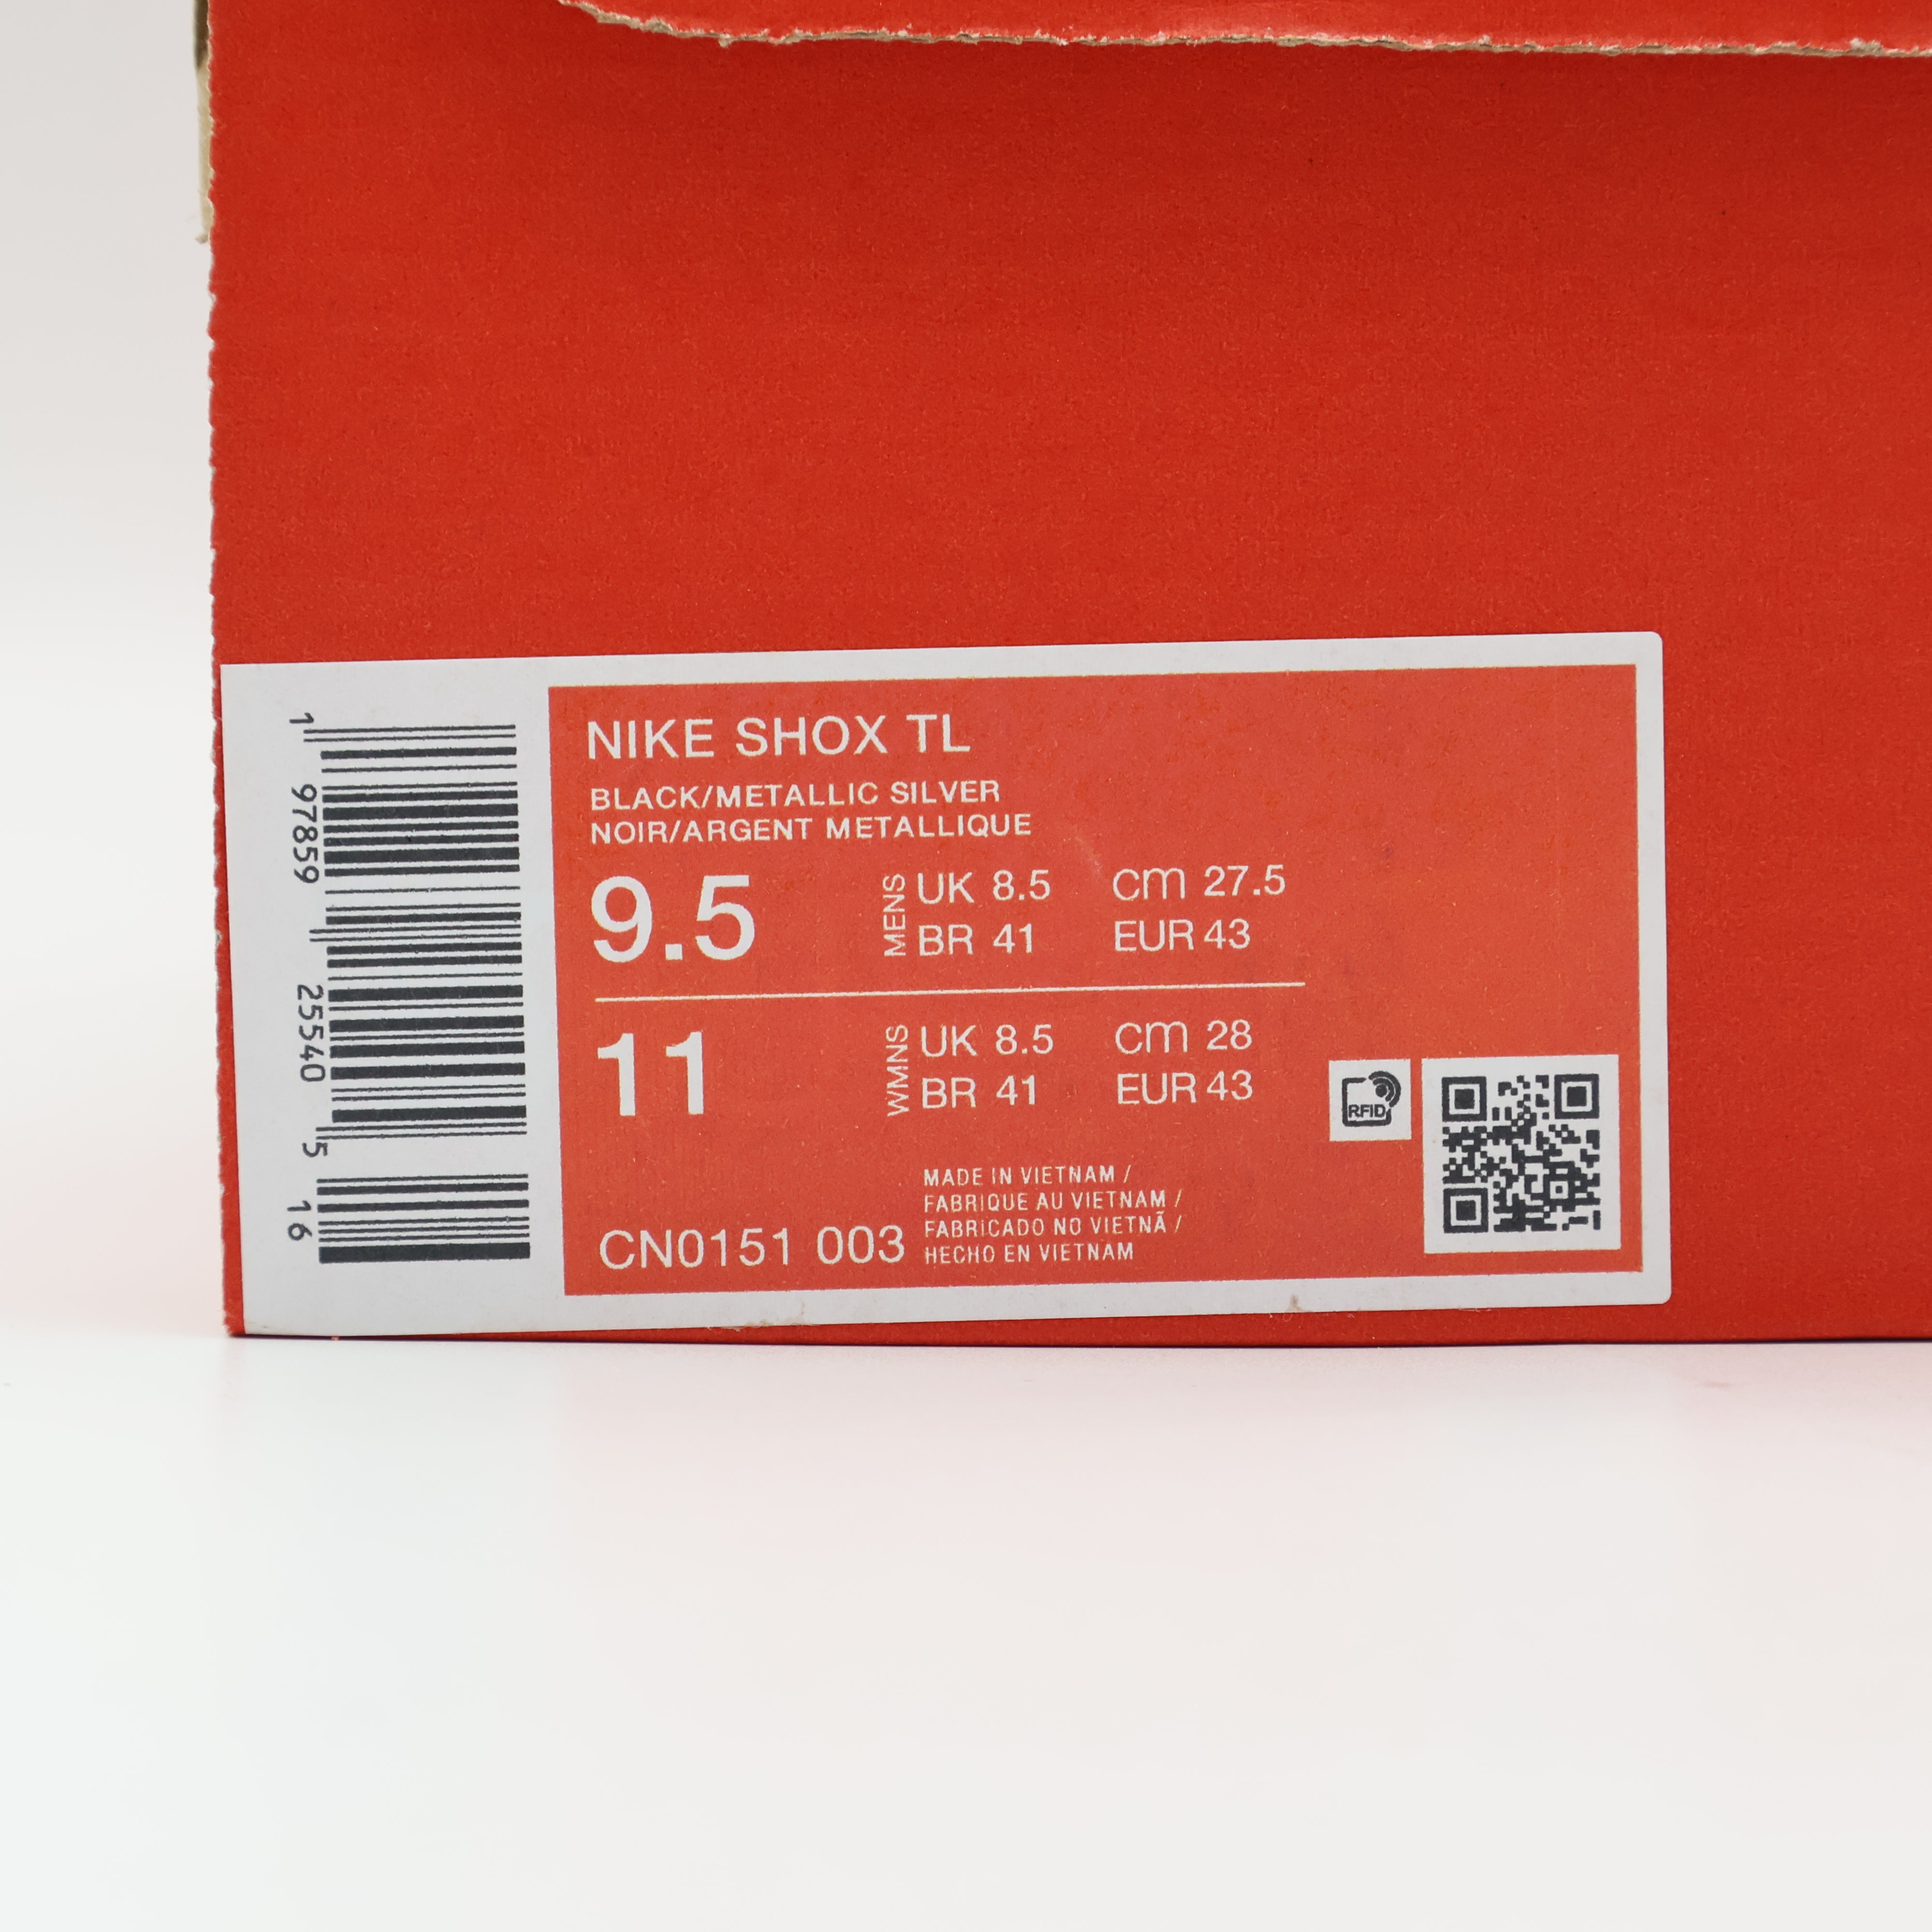 1
97859
25540
5
16
NIKE SHOX TL
BLACK/METALLIC SILVER
NOIR/ARGENT METALLIQUE
9.5 MENS UK 8.5 cm 27.5
BR 41 EUR 43
11 WMNS UK 8.5 cm 28
BR 41 EUR 43
RFID
MADE IN VIETNAM /
FABRIQUE AU VIETNAM /
FABRICADO NO VIETNÃ /
HECHO EN VIETNAM
CN0151 003